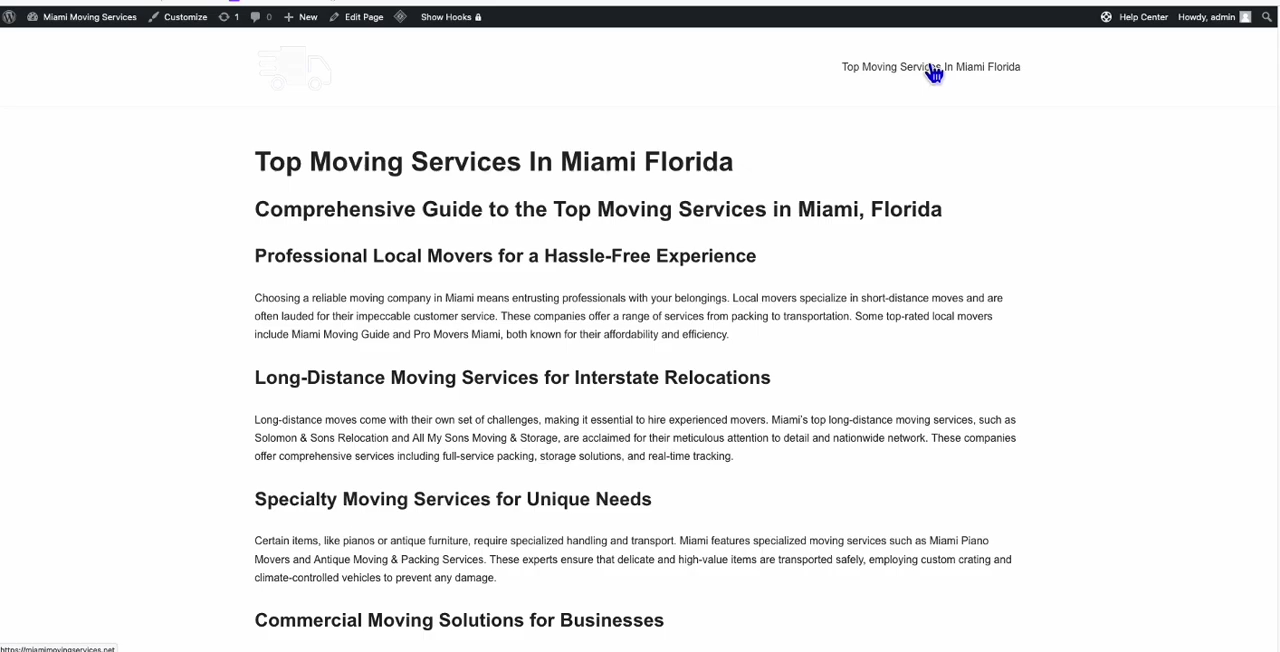 Miami Moving Services Customize 1 0 New Edit Page Show Hooks Help Center Howdy, admin
Top Moving Services In Miami Florida
Top Moving Services In Miami Florida
Comprehensive Guide to the Top Moving Services in Miami, Florida
Professional Local Movers for a Hassle-Free Experience
Choosing a reliable moving company in Miami means entrusting professionals with your belongings. Local movers specialize in short-distance moves and are
often lauded for their impeccable customer service. These companies offer a range of services from packing to transportation. Some top-rated local movers
include Miami Moving Guide and Pro Movers Miami, both known for their affordability and efficiency.
Long-Distance Moving Services for Interstate Relocations
Long-distance moves come with their own set of challenges, making it essential to hire experienced movers. Miami's top long-distance moving services, such as
Solomon & Sons Relocation and All My Sons Moving & Storage, are acclaimed for their meticulous attention to detail and nationwide network. These companies
offer comprehensive services including full-service packing, storage solutions, and real-time tracking.
Specialty Moving Services for Unique Needs
Certain items, like pianos or antique furniture, require specialized handling and transport. Miami features specialized moving services such as Miami Piano
Movers and Antique Moving & Packing Services. These experts ensure that delicate and high-value items are transported safely, employing custom crating and
climate-controlled vehicles to prevent any damage.
Commercial Moving Solutions for Businesses
https://miamimovingservices.net